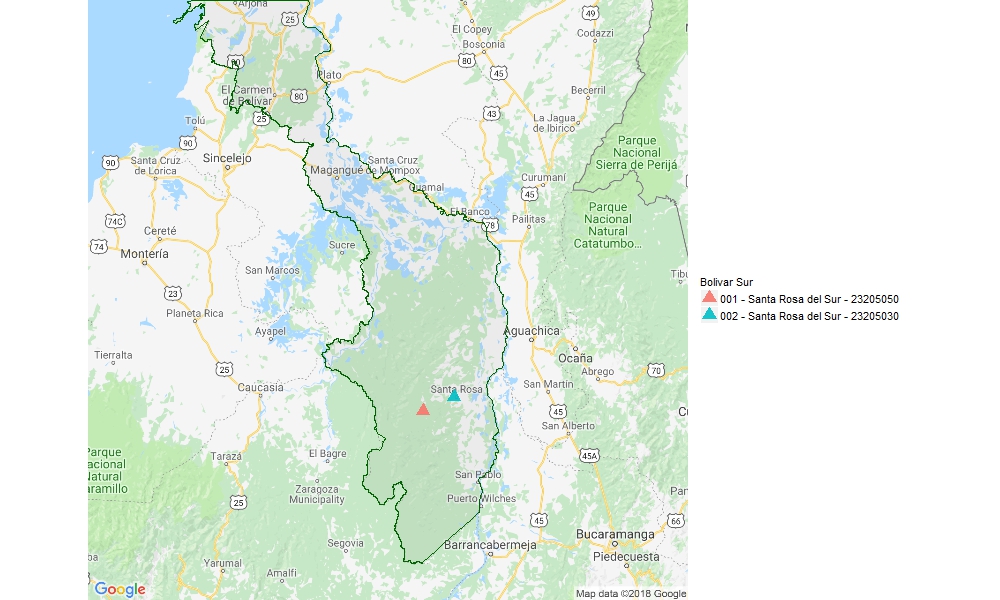 Arjona
25
49
El Copey
Codazzi
Bosconia
80
90
45
Plato
El Carmen
de Bolívar
80
Becerril
43
25
Tolú
La Jagua
de Ibirico
90
Parque
Nacional
Sierra de Perijá
Sincelejo
90
Santa Cruz
de Lorica
Santa Cruz
de Mompox
Magangué
Curumaní
Guamal
45
El Banco
Parque
Nacional
Natural
Catatumbo...
74C
78
Pailitas
Cereté
74
Sucre
Montería
San Marcos
Tibú
23
Bolivar Sur
001 - Santa Rosa del Sur - 23205050
Planeta Rica
002 - Santa Rosa del Sur - 23205030
Ayapel
Aguachica
Tierralta
Ocaña
25
Abrego
70
Caucasia
Santa Rosa
San Martin
45
San Alberto
Parque
Nacional
Natural
Paramillo
Tarazá
El Bagre
45A
San Pablo
Zaragoza
Municipality
Puerto Wilches
25
45
66
Bucaramanga
Segovia
Barrancabermeja
Piedecuesta
Yarumal
Amalfi
Google
Map data ©2018 Google